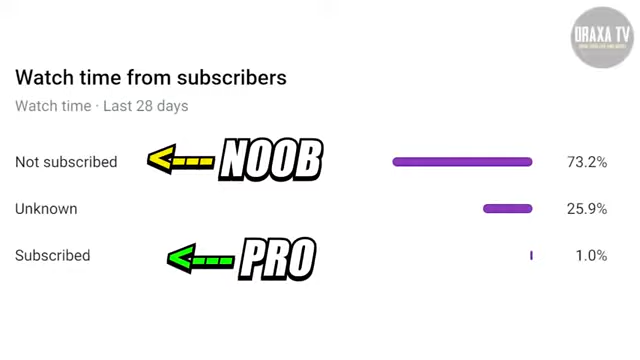 DRAXA TV
Watch time from subscribers
Watch time · Last 28 days
Not subscribed NOOB 73.2%
Unknown 25.9%
Subscribed PRO 1.0%